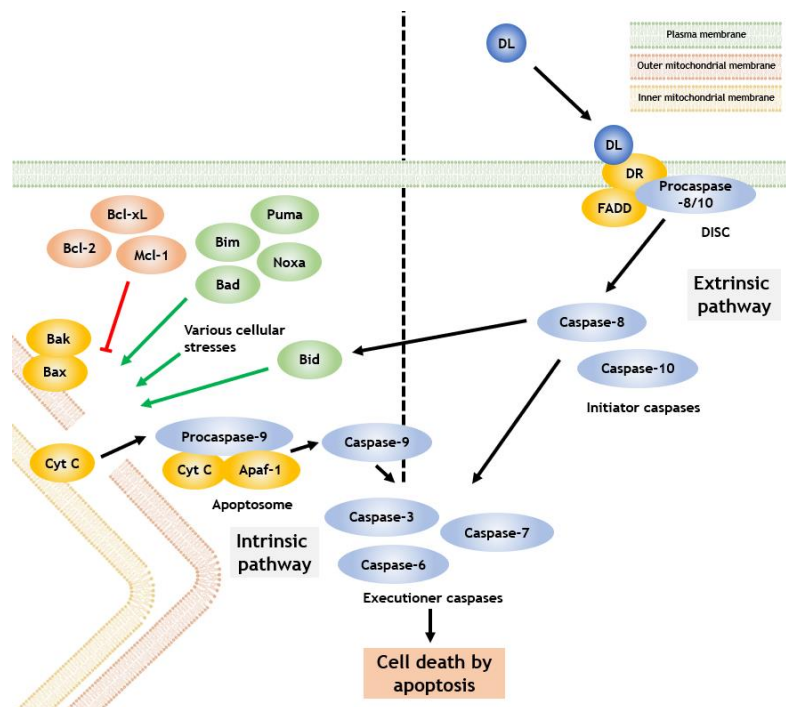 DL
Plasma membrane
Outer mitochondrial membrane
Inner mitochondrial membrane
DL
DR
Procaspase
-8/10
FADD
DISC
Bcl-xL
Bcl-2
Mcl-1
Puma
Bim
Noxa
Bad
Extrinsic
pathway
Bak
Bax
Various cellular
stresses
Bid
Caspase-8
Caspase-10
Initiator caspases
Cyt C
Procaspase-9
Cyt C
Apaf-1
Apoptosome
Caspase-9
Intrinsic
pathway
Caspase-3
Caspase-7
Caspase-6
Executioner caspases
Cell death by
apoptosis